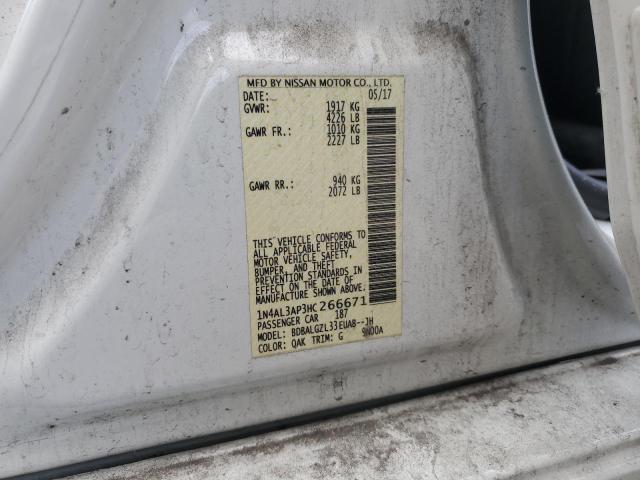 MFD BY NISSAN MOTOR CO., LTD.
DATE: 05/17
GVWR: 1917 KG
4226 LB
GAWR FR.: 1010 KG
2227 LB
GAWR RR.: 940 KG
2072 LB
THIS VEHICLE CONFORMS TO
ALL APPLICABLE FEDERAL
MOTOR VEHICLE SAFETY,
BUMPER, AND THEFT
PREVENTION STANDARDS IN
EFFECT ON THE DATE OF
MANUFACTURE SHOWN ABOVE.
1N4AL3AP3HC266671
PASSENGER CAR 187
MODEL: BDBALGZL33EUA8--JH
COLOR: QAK TRIM: G 9N00A